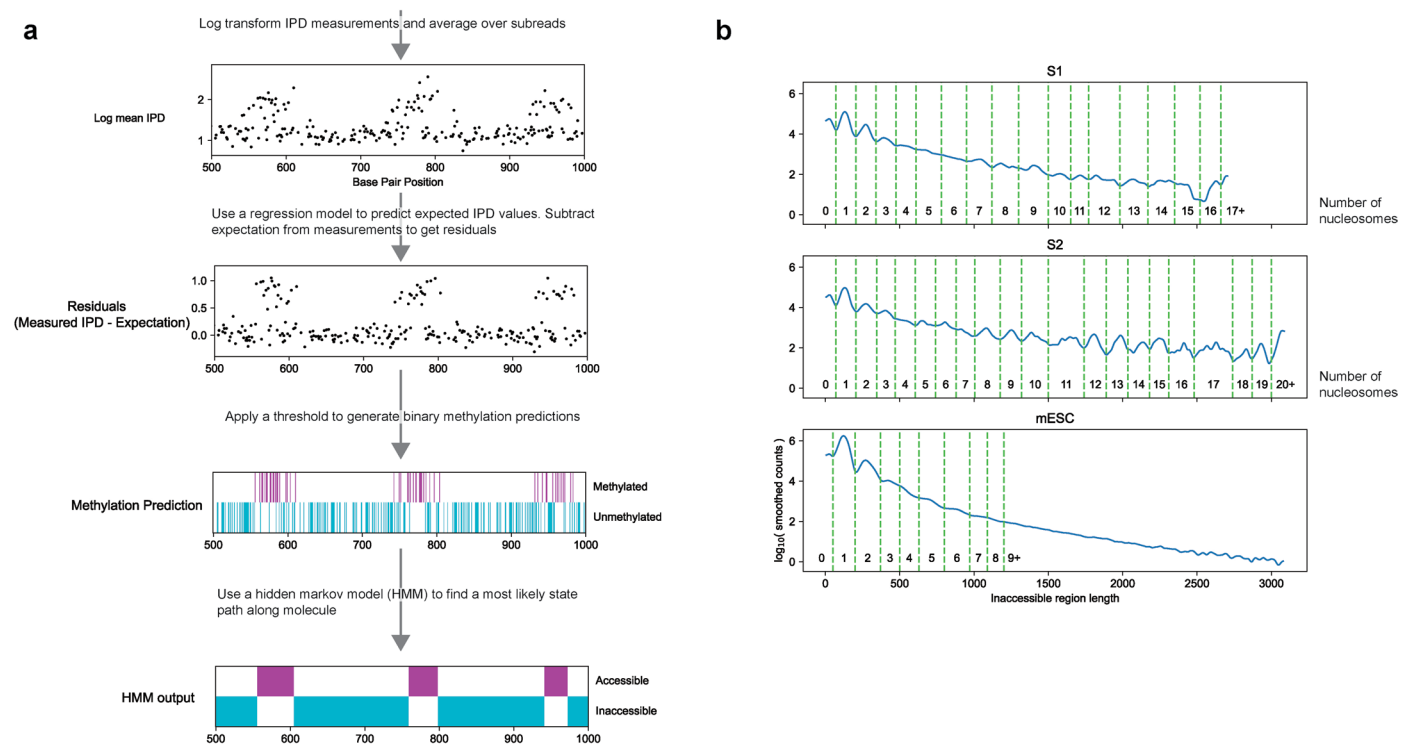 a
Log transform IPD measurements and average over subreads
Log mean IPD
2
1
500 600 700 800 900 1000
Base Pair Position
Use a regression model to predict expected IPD values. Subtract
expectation from measurements to get residuals
Residuals
(Measured IPD - Expectation)
1.0
0.5
0.0
500 600 700 800 900 1000
Apply a threshold to generate binary methylation predictions
Methylation Prediction
Methylated
Unmethylated
500 600 700 800 900 1000
Use a hidden markov model (HMM) to find a most likely state
path along molecule
HMM output
Accessible
Inaccessible
500 600 700 800 900 1000
b
S1
6
4
2
0
0 1 2 3 4 5 6 7 8 9 10 11 12 13 14 15 16 17+
Number of
nucleosomes
S2
6
4
2
0
0 1 2 3 4 5 6 7 8 9 10 11 12 13 14 15 16 17 18 19 20+
Number of
nucleosomes
mESC
log10( smoothed counts )
6
4
2
0
0 1 2 3 4 5 6 7 8 9+
0 500 1000 1500 2000 2500 3000
Inaccessible region length